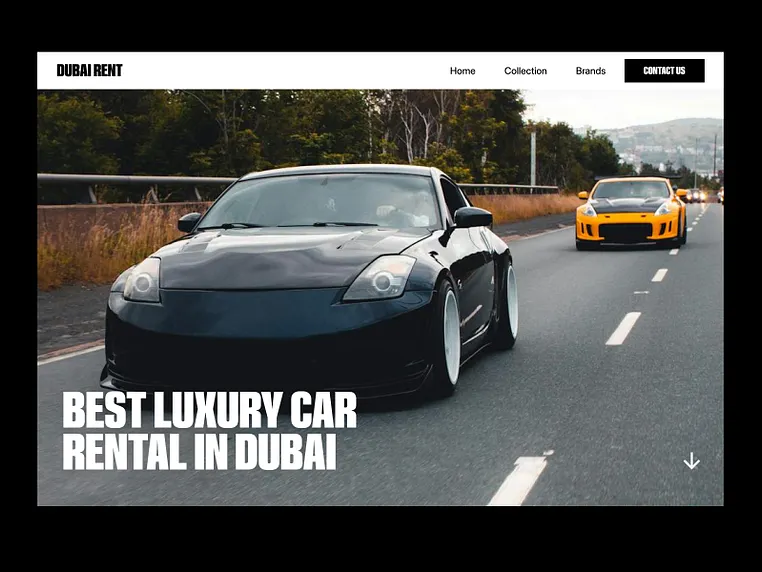 DUBAI RENT
Home
Collection
Brands
CONTACT US
BEST LUXURY CAR
RENTAL IN DUBAI